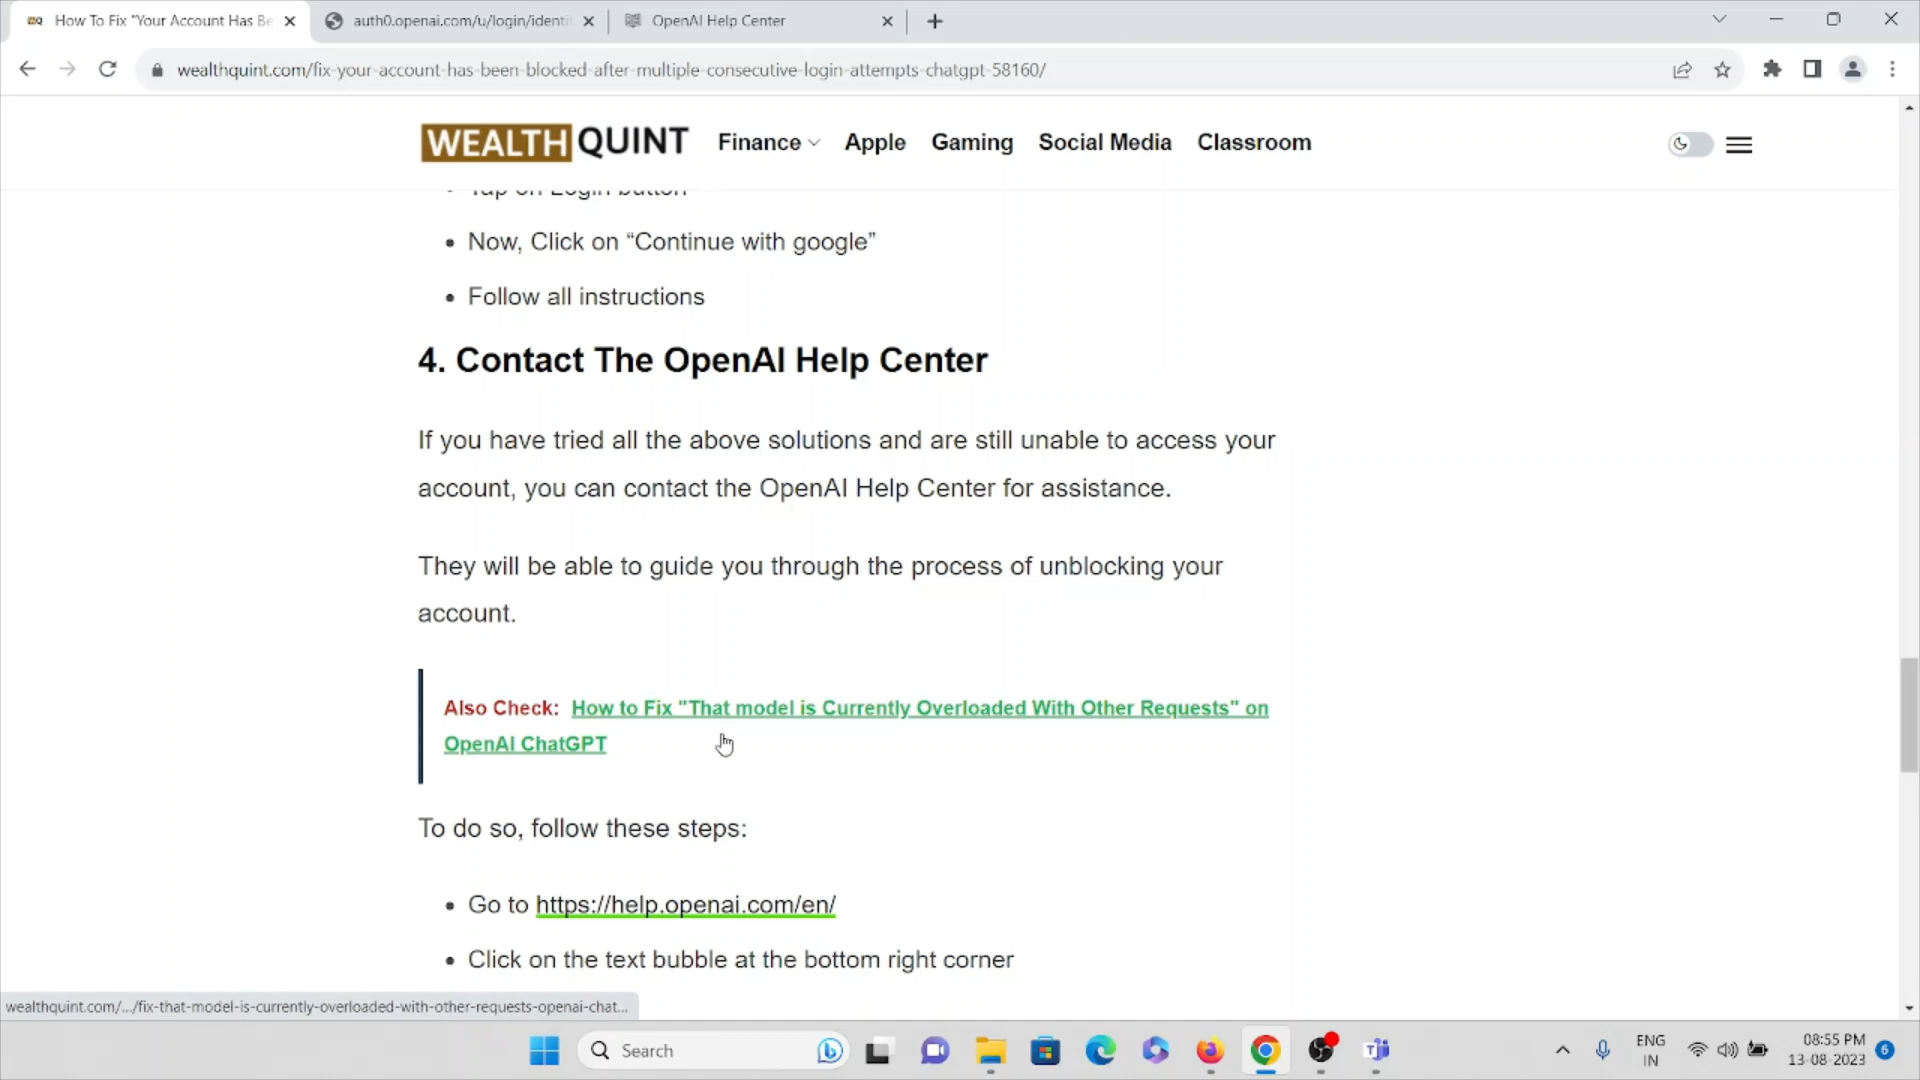 How To Fix "Your Account Has Be
auth0.openai.com/u/login/identi
OpenAI Help Center
wealthquint.com/fix-your-account-has-been-blocked-after-multiple-consecutive-login-attempts-chatgpt-58160/
WEALTH QUINT
Finance
Apple
Gaming
Social Media
Classroom
Tap on Login button
• Now, Click on “Continue with google”
• Follow all instructions
4. Contact The OpenAI Help Center
If you have tried all the above solutions and are still unable to access your
account, you can contact the OpenAI Help Center for assistance.
They will be able to guide you through the process of unblocking your
account.
Also Check: How to Fix "That model is Currently Overloaded With Other Requests" on
OpenAI ChatGPT
To do so, follow these steps:
• Go to https://help.openai.com/en/
• Click on the text bubble at the bottom right corner
wealthquint.com/.../fix-that-model-is-currently-overloaded-with-other-requests-openai-chat...
Search
ENG
IN
08:55 PM
13-08-2023
6